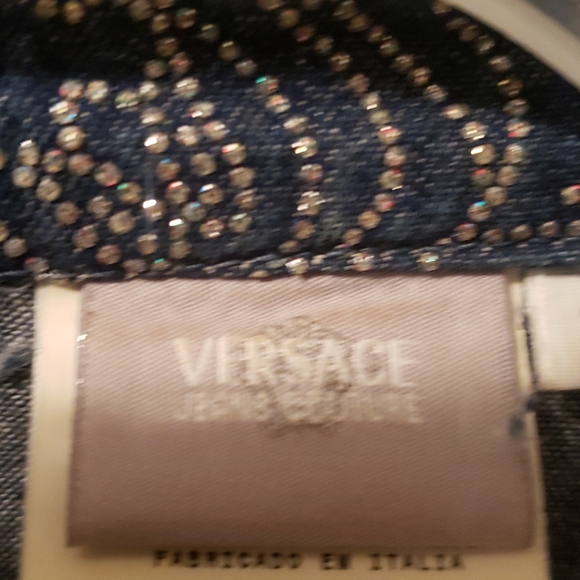 VERSACE
JEANS COUTURE
FABRICADO EN ITALIA